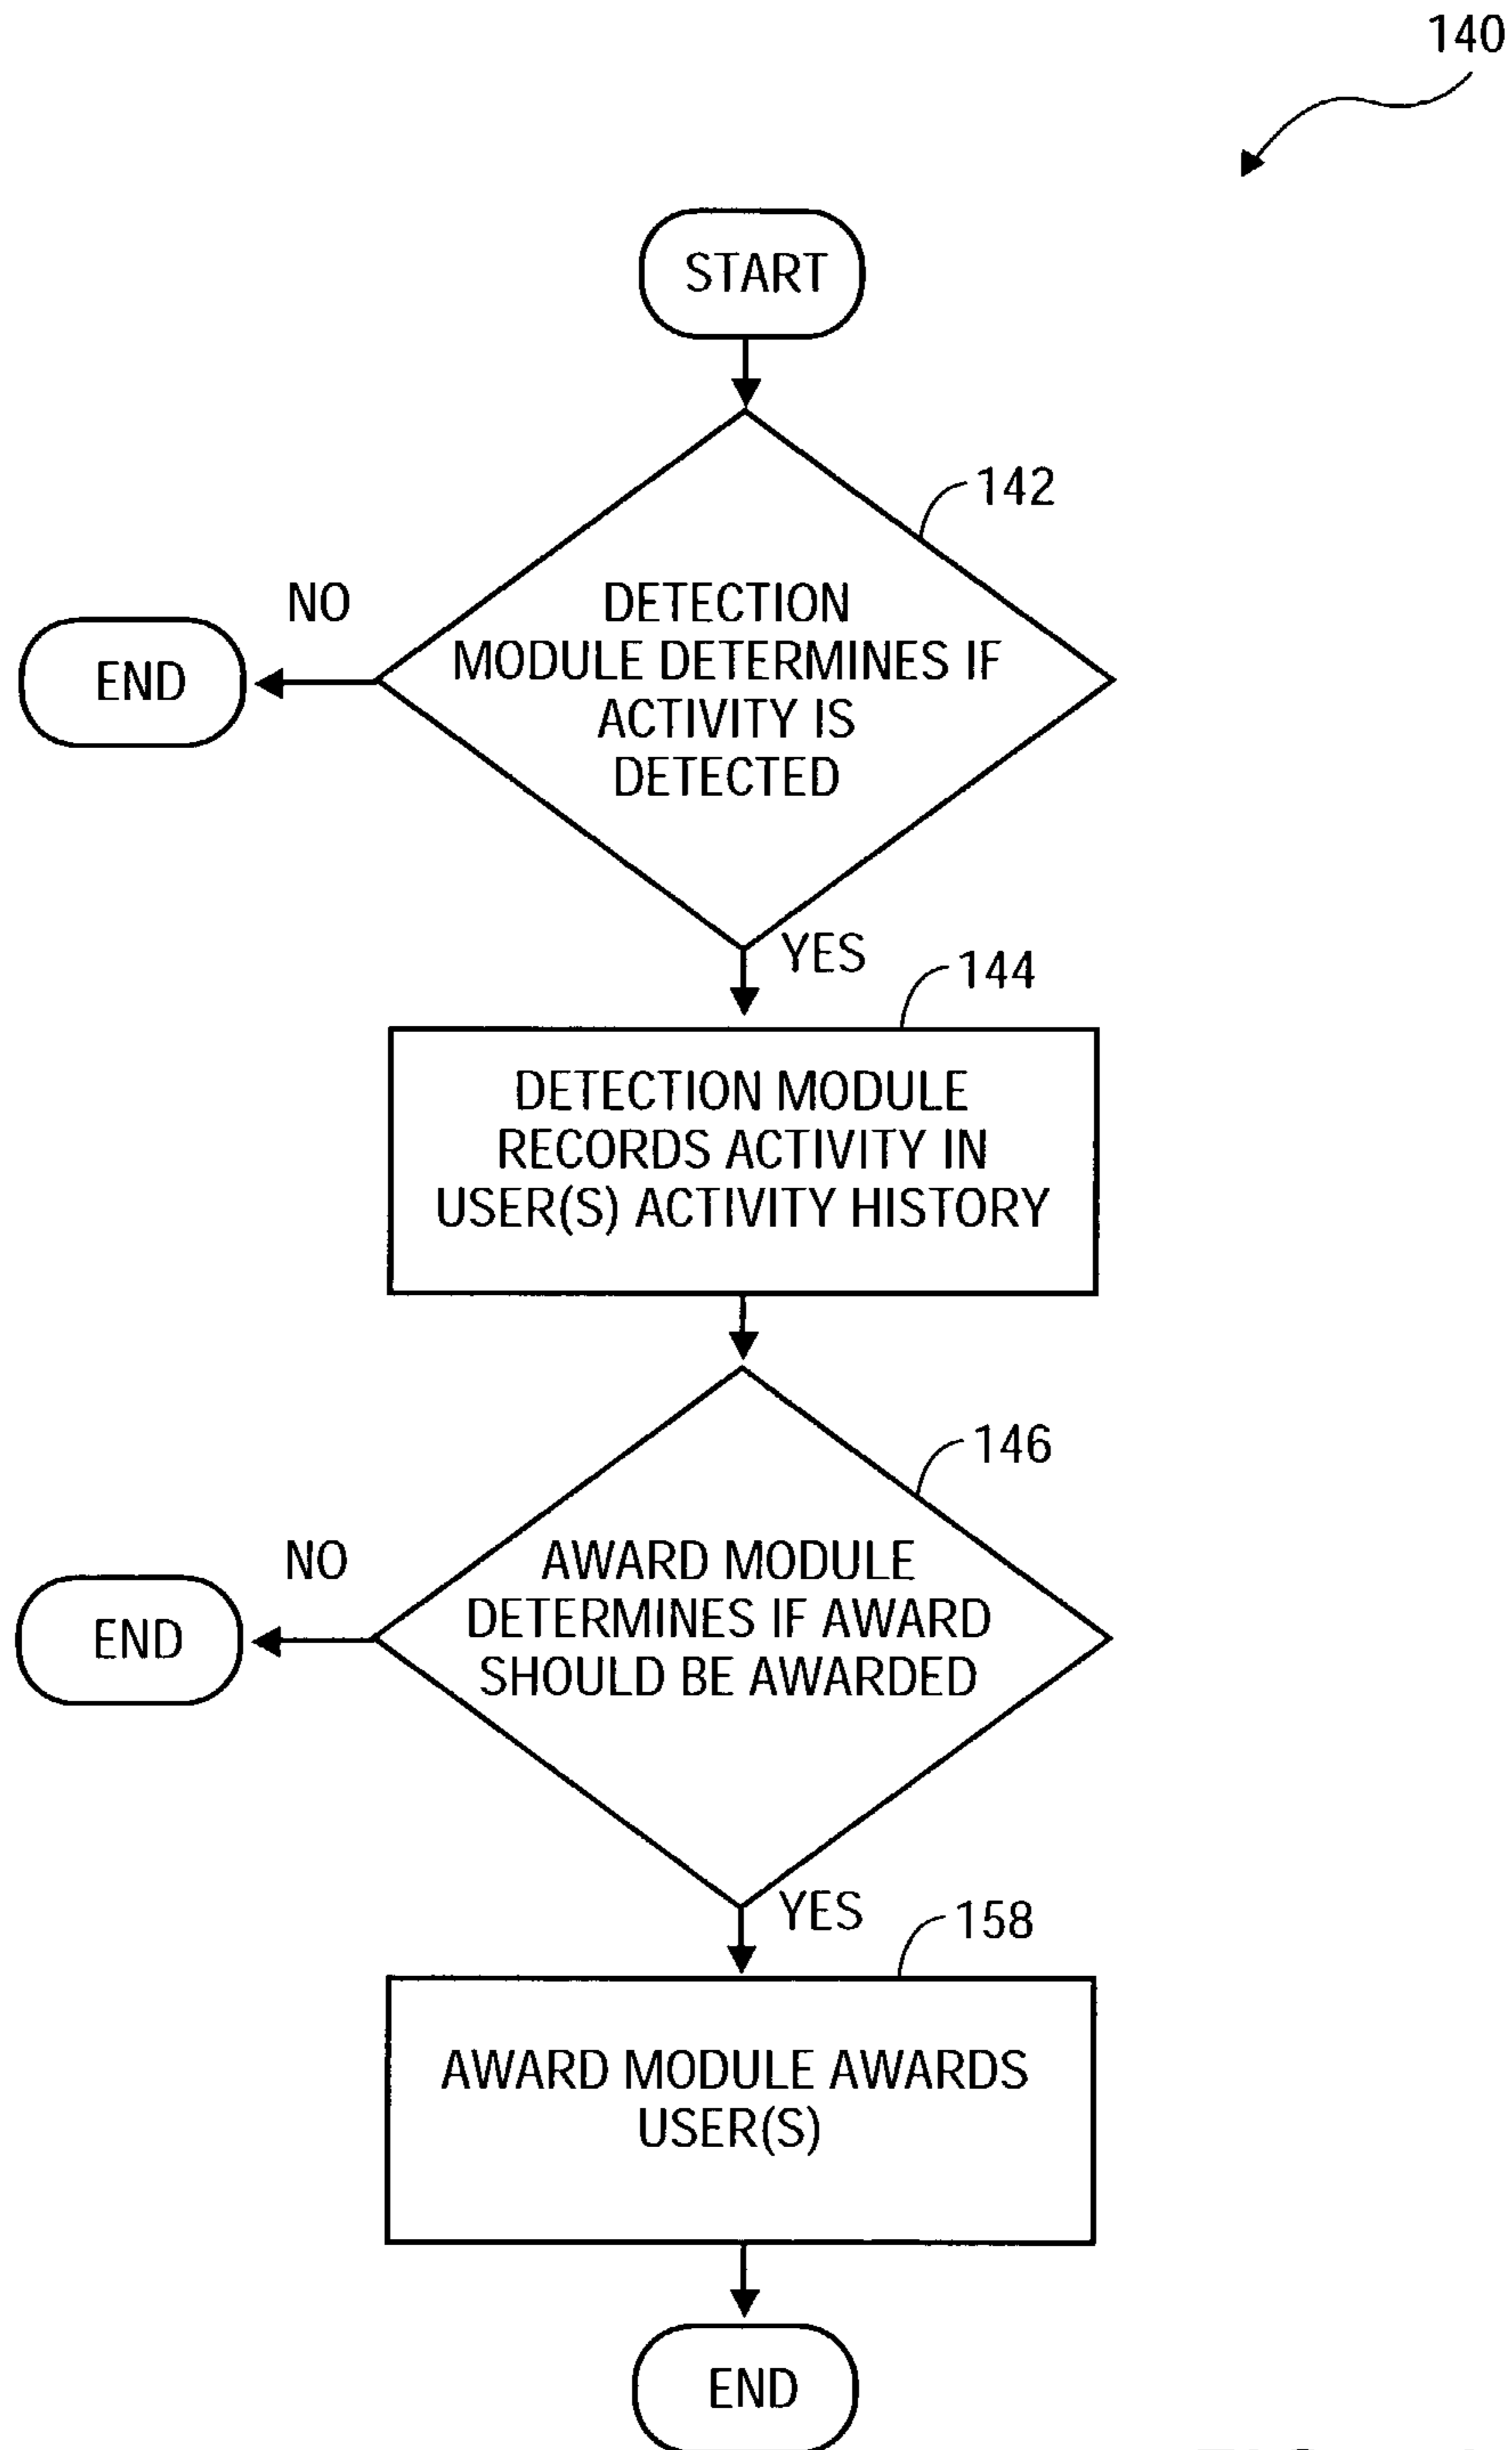 140
START
142
DETECTION
MODULE DETERMINES IF
ACTIVITY IS
DETECTED
NO
END
YES
144
DETECTION MODULE
RECORDS ACTIVITY IN
USER(S) ACTIVITY HISTORY
146
AWARD MODULE
DETERMINES IF AWARD
SHOULD BE AWARDED
NO
END
YES
158
AWARD MODULE AWARDS
USER(S)
END